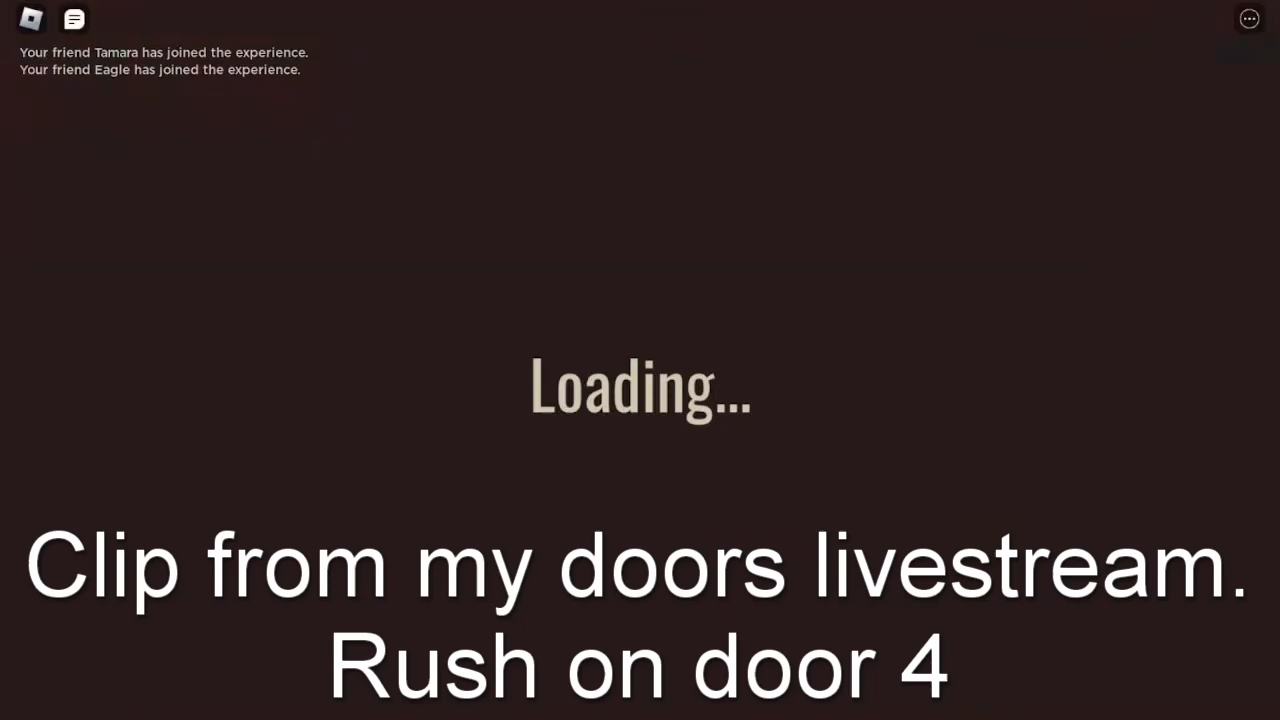 Your friend Tamara has joined the experience.
Your friend Eagle has joined the experience.
Loading...
Clip from my doors livestream.
Rush on door 4